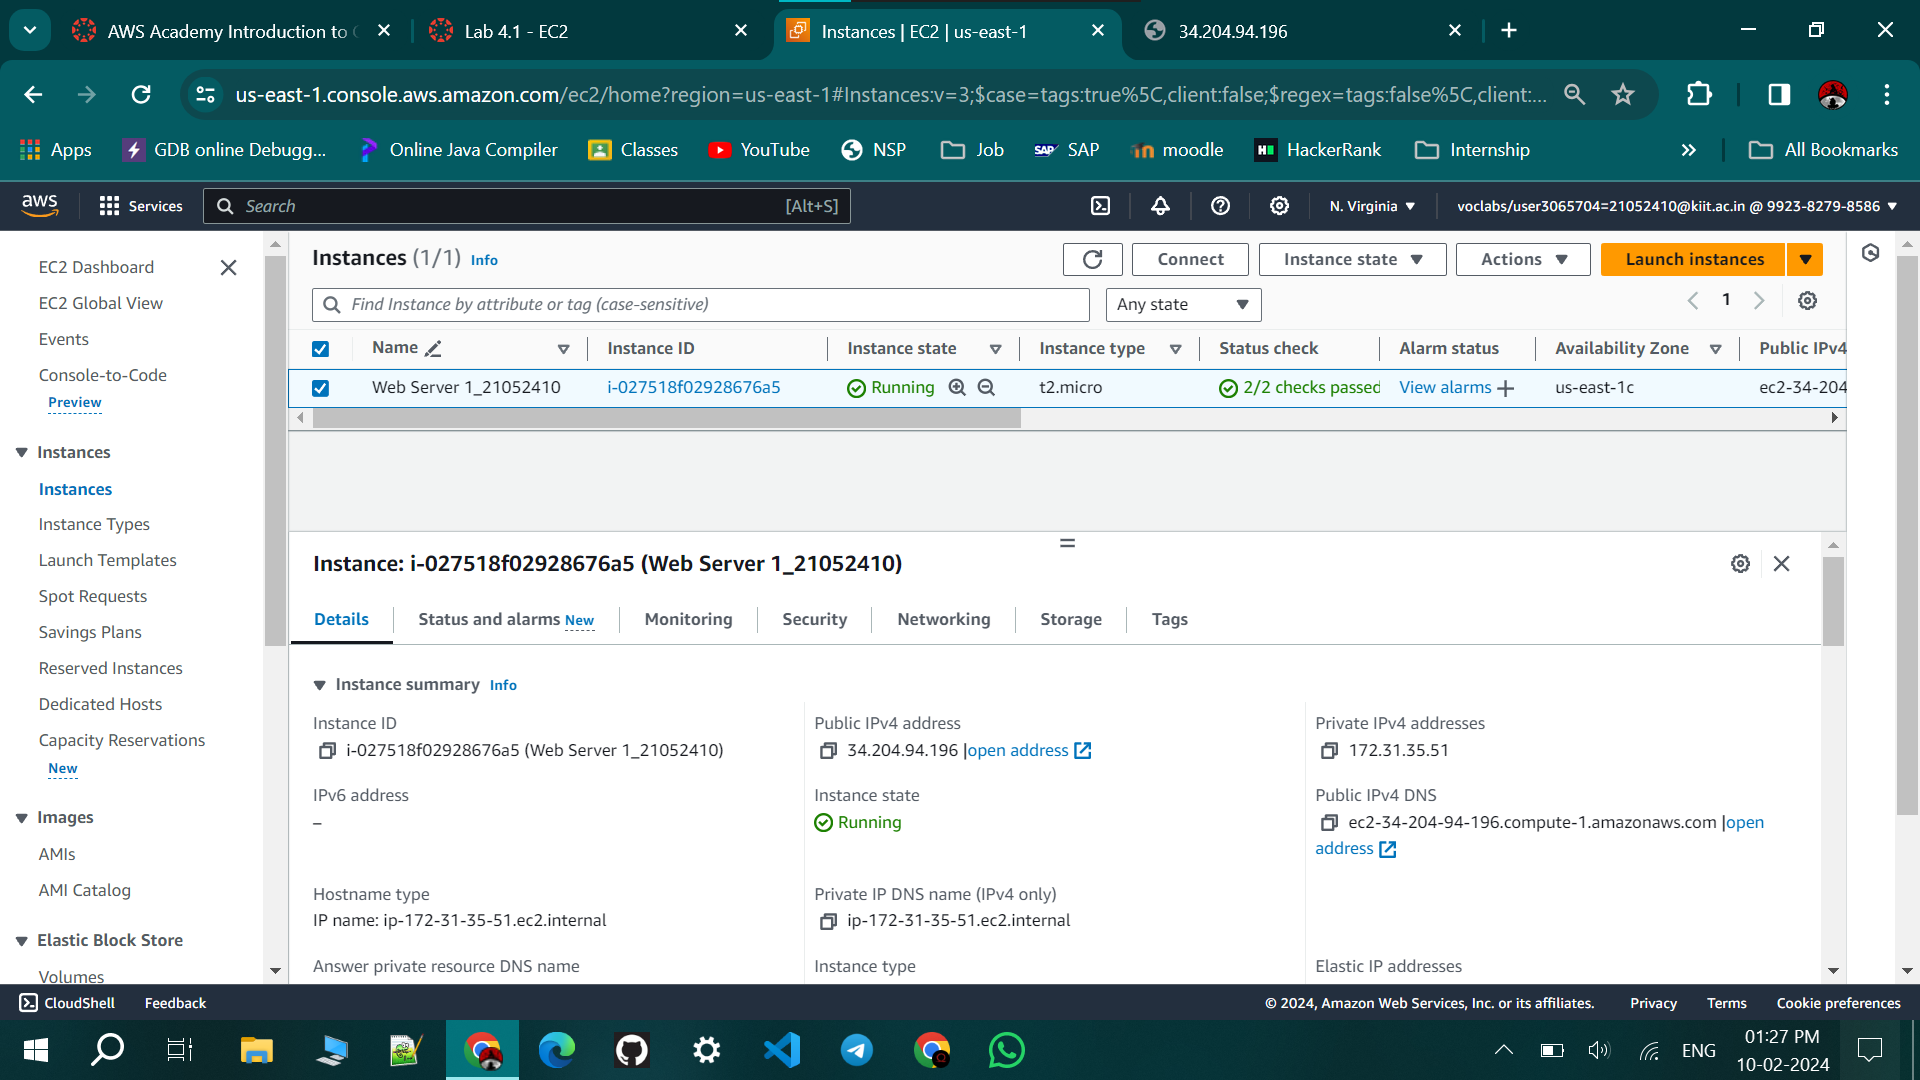 AWS Academy Introduction to
Lab 4.1 - EC2
Instances | EC2 | us-east-1
34.204.94.196
us-east-1.console.aws.amazon.com/ec2/home?region=us-east-1#Instances:v=3;$case=tags:true%5C,client:false;$regex=tags:false%5C,client:...
Apps
GDB online Debugg...
Online Java Compiler
Classes
YouTube
NSP
Job
SAP SAP
moodle
HackerRank
Internship
All Bookmarks
aws
Services
Search
[Alt+S]
N. Virginia
voclabs/user3065704=21052410@kiit.ac.in @ 9923-8279-8586
EC2 Dashboard
EC2 Global View
Events
Console-to-Code
Preview
Instances
Instances
Instance Types
Launch Templates
Spot Requests
Savings Plans
Reserved Instances
Dedicated Hosts
Capacity Reservations
New
Images
AMIs
AMI Catalog
Elastic Block Store
Volumes
Instances (1/1) Info
Connect
Instance state
Actions
Launch instances
Find Instance by attribute or tag (case-sensitive)
Any state
1
Name
Instance ID
Instance state
Instance type
Status check
Alarm status
Availability Zone
Public IPv4
Web Server 1_21052410
i-027518f02928676a5
Running
t2.micro
2/2 checks passed
View alarms
us-east-1c
ec2-34-204
Instance: i-027518f02928676a5 (Web Server 1_21052410)
Details
Status and alarms New
Monitoring
Security
Networking
Storage
Tags
Instance summary Info
Instance ID
i-027518f02928676a5 (Web Server 1_21052410)
Public IPv4 address
34.204.94.196 |open address
Private IPv4 addresses
172.31.35.51
IPv6 address
–
Instance state
Running
Public IPv4 DNS
ec2-34-204-94-196.compute-1.amazonaws.com |open
address
Hostname type
IP name: ip-172-31-35-51.ec2.internal
Private IP DNS name (IPv4 only)
ip-172-31-35-51.ec2.internal
Answer private resource DNS name
Instance type
Elastic IP addresses
CloudShell
Feedback
© 2024, Amazon Web Services, Inc. or its affiliates.
Privacy
Terms
Cookie preferences
ENG
01:27 PM
10-02-2024